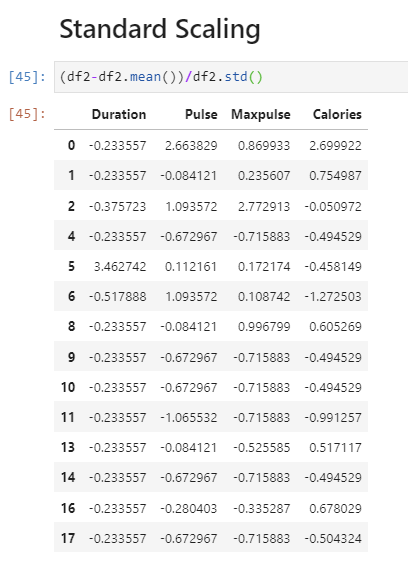 Standard Scaling
[45]: (df2-df2.mean())/df2.std()
[45]: Duration Pulse Maxpulse Calories
0 -0.233557 2.663829 0.869933 2.699922
1 -0.233557 -0.084121 0.235607 0.754987
2 -0.375723 1.093572 2.772913 -0.050972
4 -0.233557 -0.672967 -0.715883 -0.494529
5 3.462742 0.112161 0.172174 -0.458149
6 -0.517888 1.093572 0.108742 -1.272503
8 -0.233557 -0.084121 0.996799 0.605269
9 -0.233557 -0.672967 -0.715883 -0.494529
10 -0.233557 -0.672967 -0.715883 -0.494529
11 -0.233557 -1.065532 -0.715883 -0.991257
13 -0.233557 -0.084121 -0.525585 0.517117
14 -0.233557 -0.672967 -0.715883 -0.494529
16 -0.233557 -0.280403 -0.335287 0.678029
17 -0.233557 -0.672967 -0.715883 -0.504324